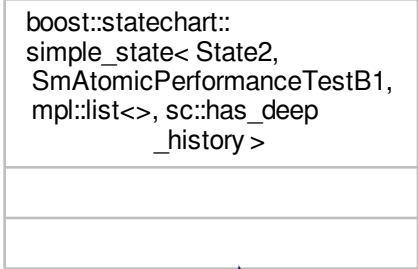 boost::statechart::
simple_state< State2,
SmAtomicPerformanceTestB1,
mpl::list<>, sc::has_deep
_history >